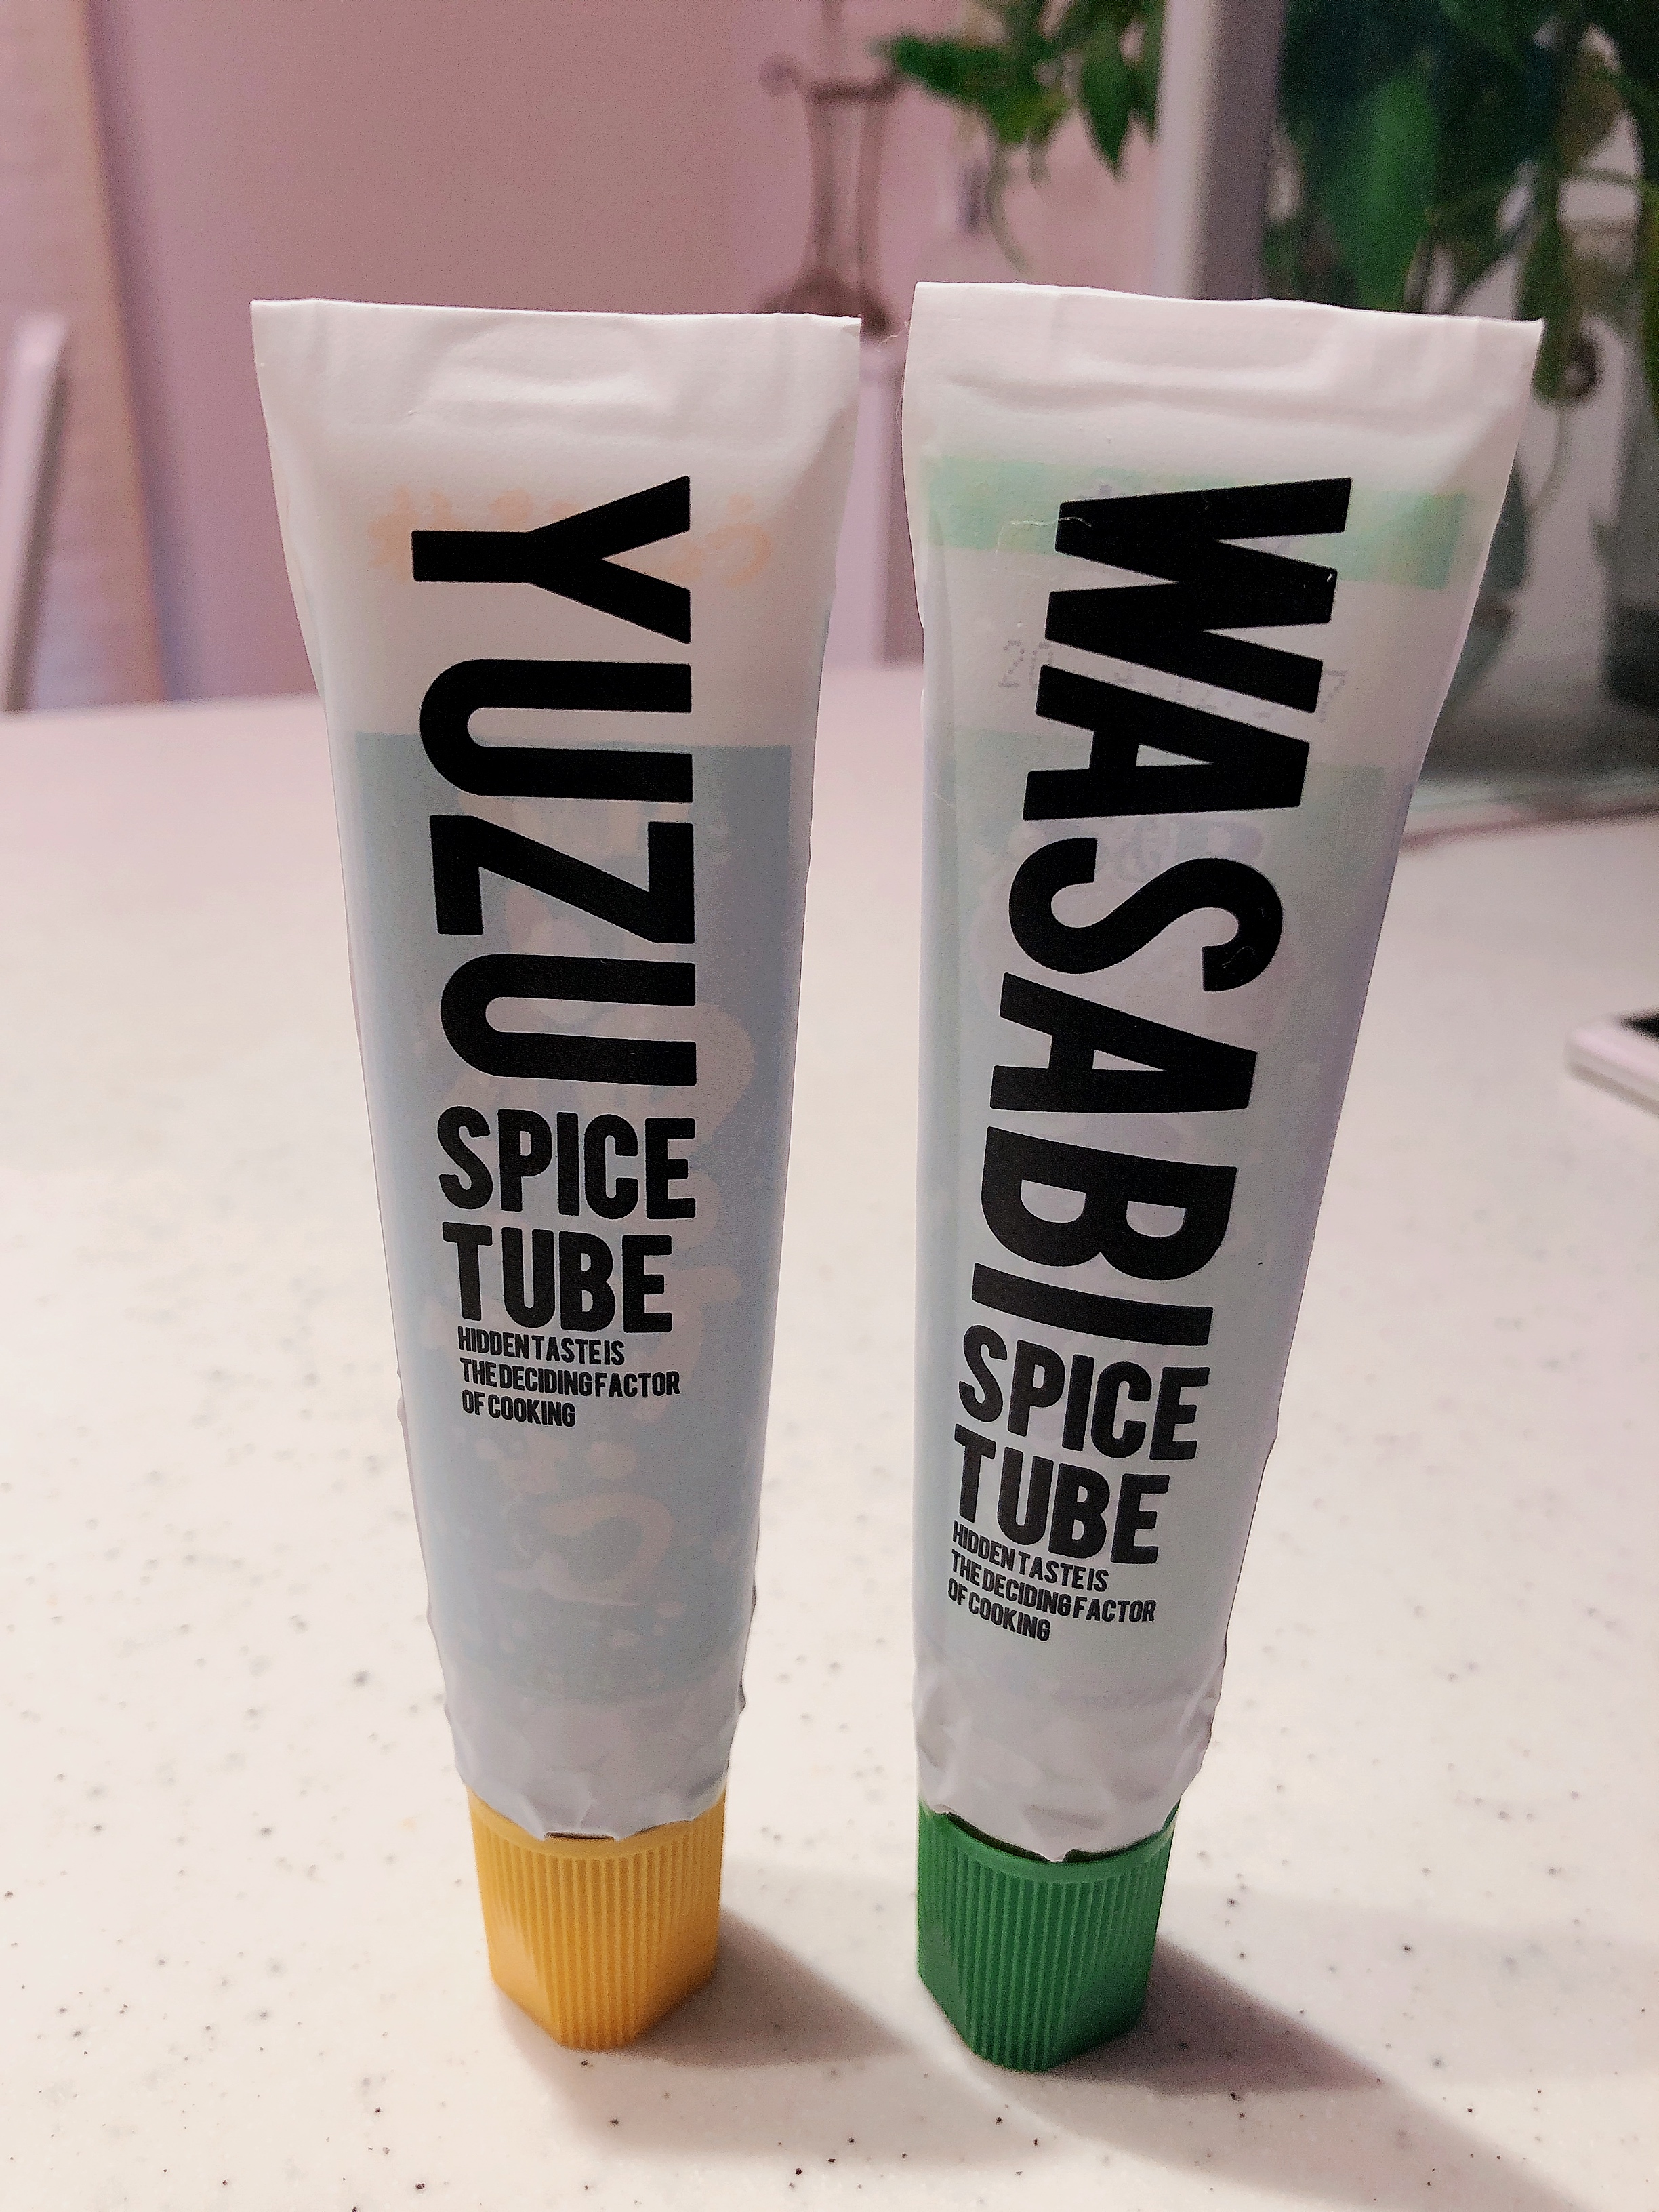 YUZU
SPICE
TUBE
HIDDEN TASTE IS
THE DECIDING FACTOR
OF COOKING
WASABI
SPICE
TUBE
HIDDEN TASTE IS
THE DECIDING FACTOR
OF COOKING